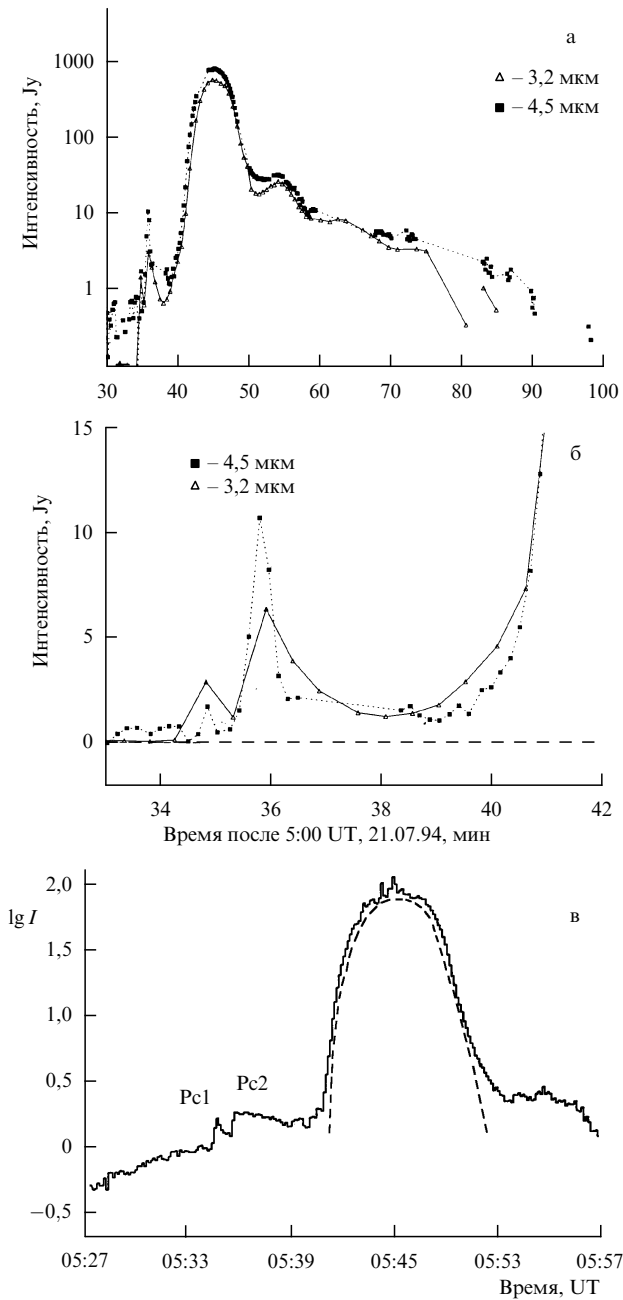 а
Интенсивность, Jy
1000
100
10
1
– 3,2 мкм
– 4,5 мкм
30 40 50 60 70 80 90 100
б
Интенсивность, Jy
15
10
5
0
– 4,5 мкм
– 3,2 мкм
34 36 38 40 42
Время после 5:00 UT, 21.07.94, мин
в
lg I
2,0
1,5
1,0
0,5
0
−0,5
Pc1
Pc2
05:27 05:33 05:39 05:45 05:53 05:57
Время, UT